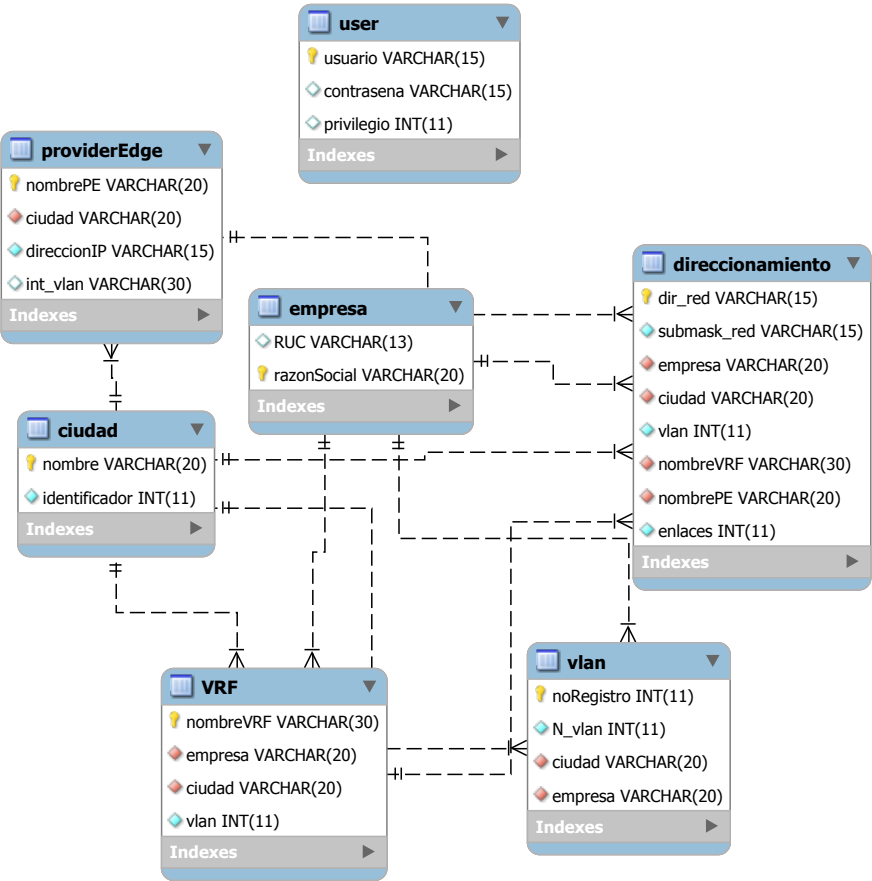 user
usuario VARCHAR(15)
contrasena VARCHAR(15)
privilegio INT(11)
Indexes
providerEdge
nombrePE VARCHAR(20)
ciudad VARCHAR(20)
direccionIP VARCHAR(15)
int_vlan VARCHAR(30)
Indexes
empresa
RUC VARCHAR(13)
razonSocial VARCHAR(20)
Indexes
direccionamiento
dir_red VARCHAR(15)
submask_red VARCHAR(15)
empresa VARCHAR(20)
ciudad VARCHAR(20)
vlan INT(11)
nombreVRF VARCHAR(30)
nombrePE VARCHAR(20)
enlaces INT(11)
Indexes
ciudad
nombre VARCHAR(20)
identificador INT(11)
Indexes
VRF
nombreVRF VARCHAR(30)
empresa VARCHAR(20)
ciudad VARCHAR(20)
vlan INT(11)
Indexes
vlan
noRegistro INT(11)
N_vlan INT(11)
ciudad VARCHAR(20)
empresa VARCHAR(20)
Indexes